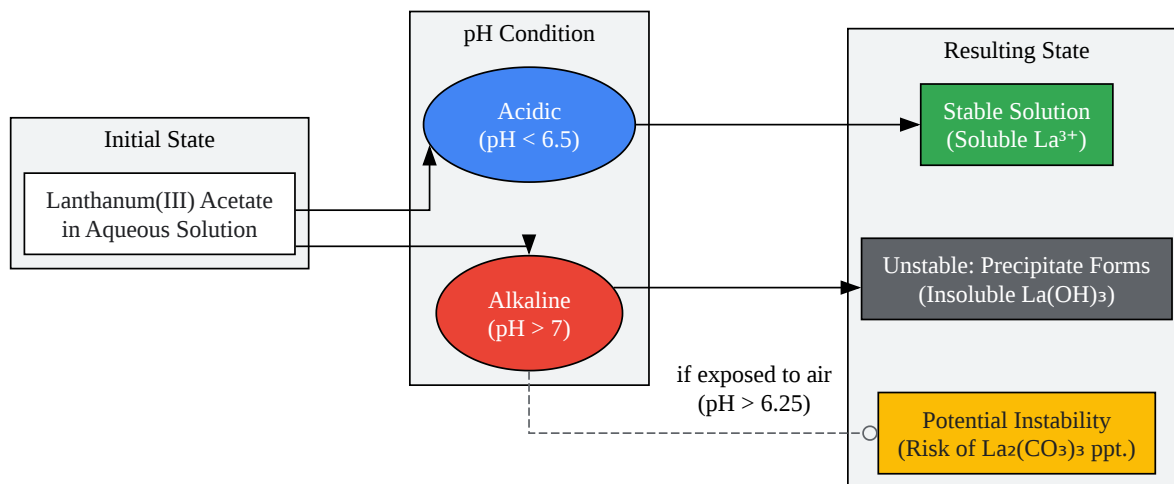 Initial State
Lanthanum(III) Acetate
in Aqueous Solution
pH Condition
Acidic
(pH < 6.5)
Alkaline
(pH > 7)
if exposed to air
(pH > 6.25)
Resulting State
Stable Solution
(Soluble La³⁺)
Unstable: Precipitate Forms
(Insoluble La(OH)₃)
Potential Instability
(Risk of La₂(CO₃)₃ ppt.)